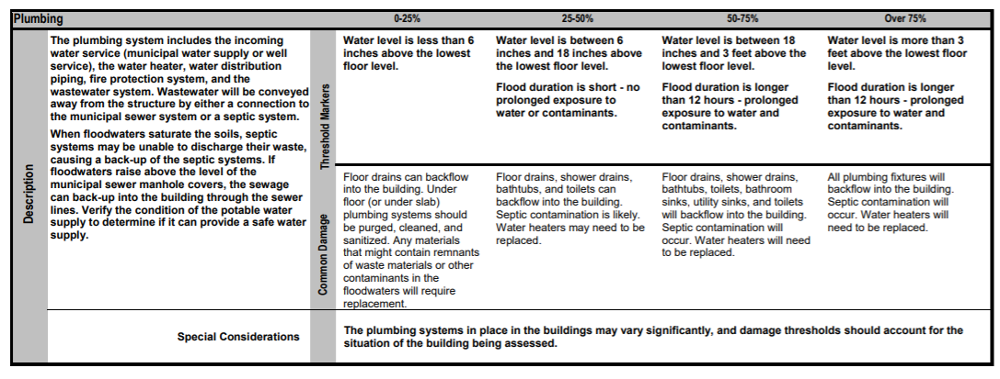 Plumbing
0-25%
25-50%
50-75%
Over 75%
Description
The plumbing system includes the incoming
water service (municipal water supply or well
service), the water heater, water distribution
piping, fire protection system, and the
wastewater system. Wastewater will be conveyed
away from the structure by either a connection to
the municipal sewer system or a septic system.
When floodwaters saturate the soils, septic
systems may be unable to discharge their waste,
causing a back-up of the septic systems. If
floodwaters raise above the level of the
municipal sewer manhole covers, the sewage
can back-up into the building through the sewer
lines. Verify the condition of the potable water
supply to determine if it can provide a safe water
supply.
Threshold Markers
Water level is less than 6
inches above the lowest
floor level.
Water level is between 6
inches and 18 inches above
the lowest floor level.
Flood duration is short - no
prolonged exposure to
water or contaminants.
Water level is between 18
inches and 3 feet above the
lowest floor level.
Flood duration is longer
than 12 hours - prolonged
exposure to water and
contaminants.
Water level is more than 3
feet above the lowest floor
level.
Flood duration is longer
than 12 hours - prolonged
exposure to water and
contaminants.
Common Damage
Floor drains can backflow
into the building. Under
floor (or under slab)
plumbing systems should
be purged, cleaned, and
sanitized. Any materials
that might contain remnants
of waste materials or other
contaminants in the
floodwaters will require
replacement.
Floor drains, shower drains,
bathtubs, and toilets can
backflow into the building.
Septic contamination is likely.
Water heaters may need to be
replaced.
Floor drains, shower drains,
bathtubs, toilets, bathroom
sinks, utility sinks, and toilets
will backflow into the building.
Septic contamination will
occur. Water heaters will need
to be replaced.
All plumbing fixtures will
backflow into the building.
Septic contamination will
occur. Water heaters will
need to be replaced.
Special Considerations
The plumbing systems in place in the buildings may vary significantly, and damage thresholds should account for the
situation of the building being assessed.